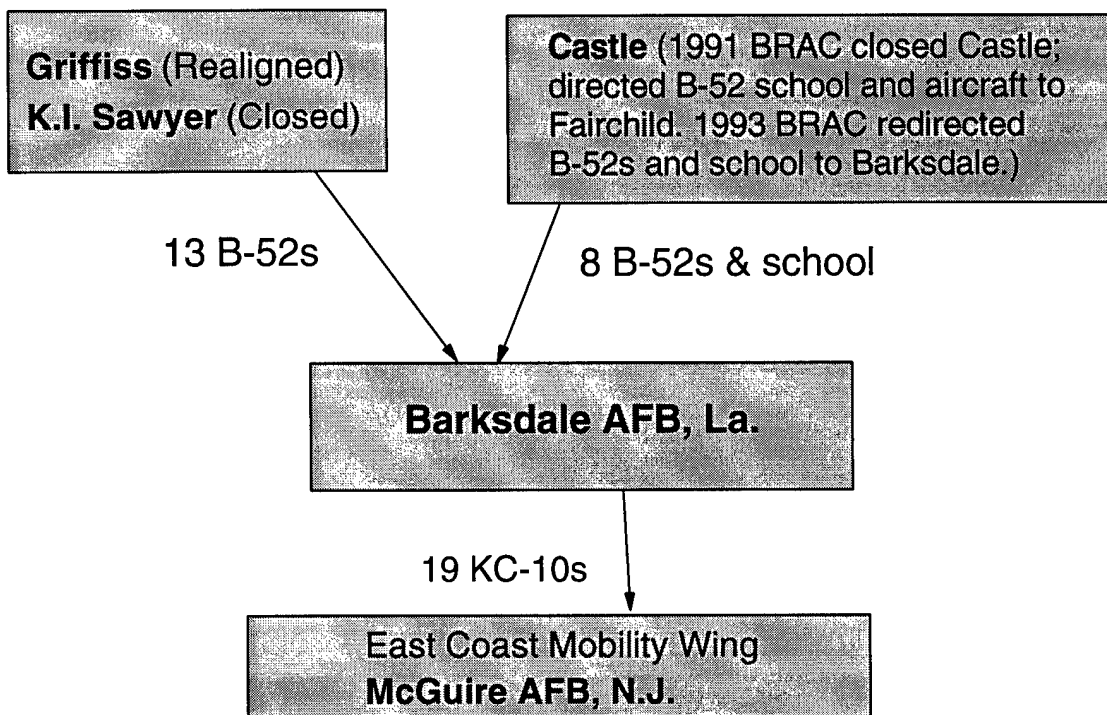 Griffiss (Realigned)
K.I. Sawyer (Closed)
Castle (1991 BRAC closed Castle;
directed B-52 school and aircraft to
Fairchild. 1993 BRAC redirected
B-52s and school to Barksdale.)
13 B-52s
8 B-52s & school
Barksdale AFB, La.
19 KC-10s
East Coast Mobility Wing
McGuire AFB, N.J.